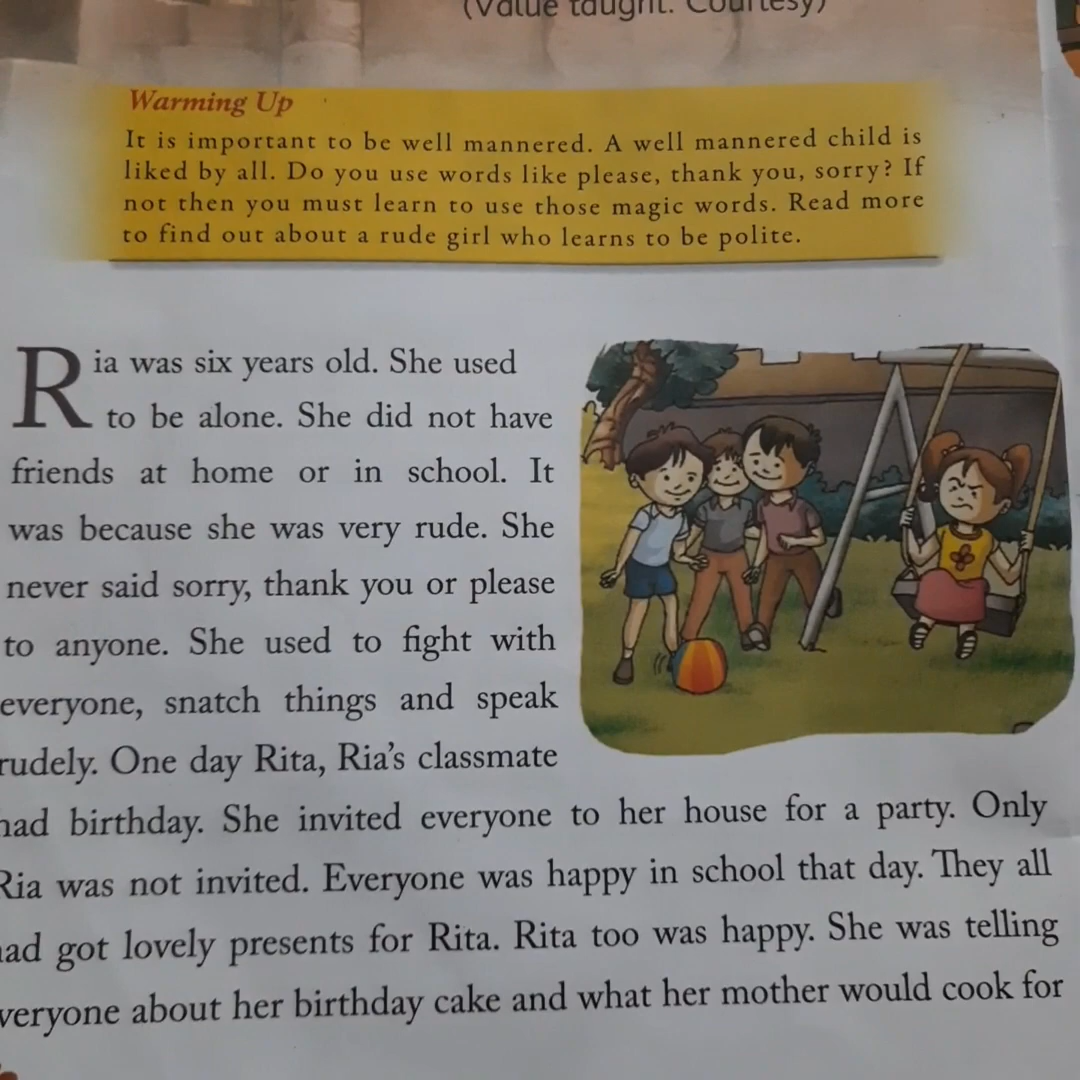 (Value taught: Courtesy)
Warming Up
It is important to be well mannered. A well mannered child is
liked by all. Do you use words like please, thank you, sorry? If
not then you must learn to use those magic words. Read more
to find out about a rude girl who learns to be polite.
Ria was six years old. She used
to be alone. She did not have
friends at home or in school. It
was because she was very rude. She
never said sorry, thank you or please
to anyone. She used to fight with
everyone, snatch things and speak
rudely. One day Rita, Ria's classmate
had birthday. She invited everyone to her house for a party. Only
Ria was not invited. Everyone was happy in school that day. They all
had got lovely presents for Rita. Rita too was happy. She was telling
everyone about her birthday cake and what her mother would cook for